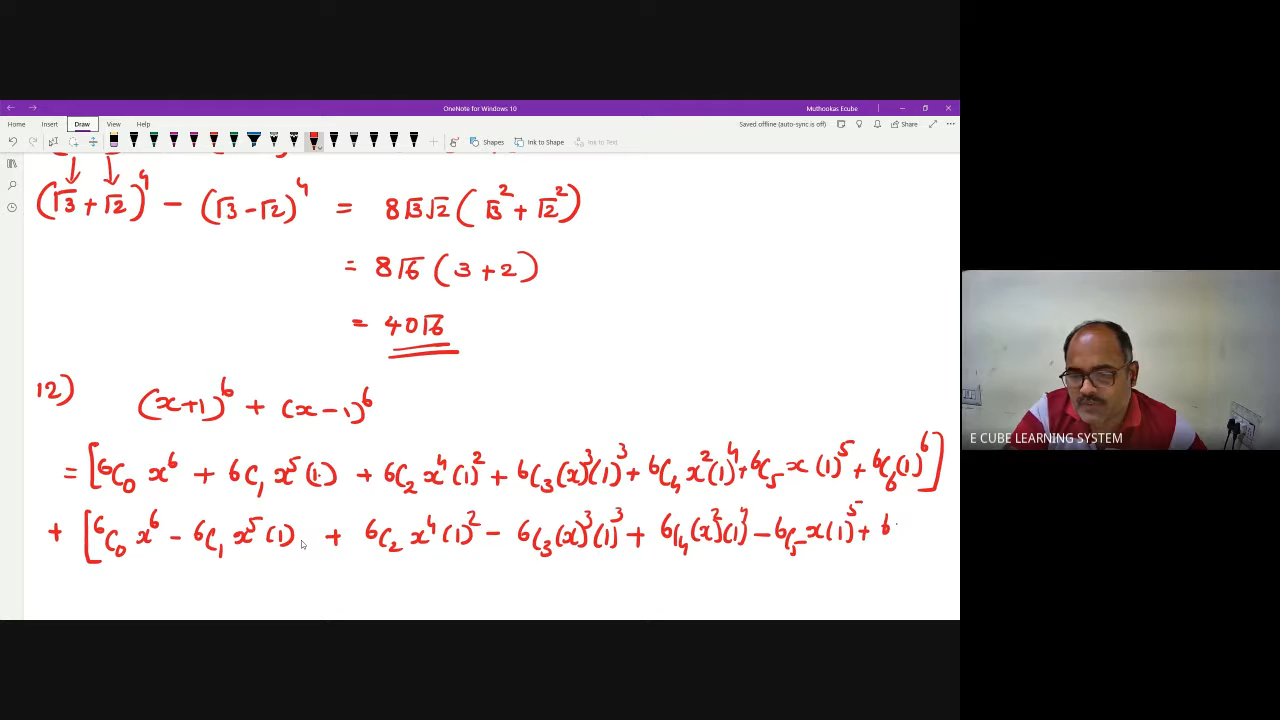 OneNote for Windows 10
Muthookas Ecube
Home Insert Draw View Help
Saved offline (auto-sync is off) Share
Shapes Ink to Shape Ink to Text
(√3+√2)⁴ − (√3−√2)⁴ = 8√3√2(√3² + √2²)
= 8√6(3+2)
= 40√6
12) (x+1)⁶ + (x−1)⁶
= [⁶C₀ x⁶ + 6C₁ x⁵(1) + 6C₂ x⁴(1)² + 6C₃(x)³(1)³ + 6C₄ x²(1)⁴ + 6C₅ x(1)⁵ + 6C₆(1)⁶]
+ [⁶C₀ x⁶ − 6C₁ x⁵(1) + 6C₂ x⁴(1)² − 6C₃(x)³(1)³ + 6C₄(x)²(1)⁴ − 6C₅ x(1)⁵ + 6
E CUBE LEARNING SYSTEM